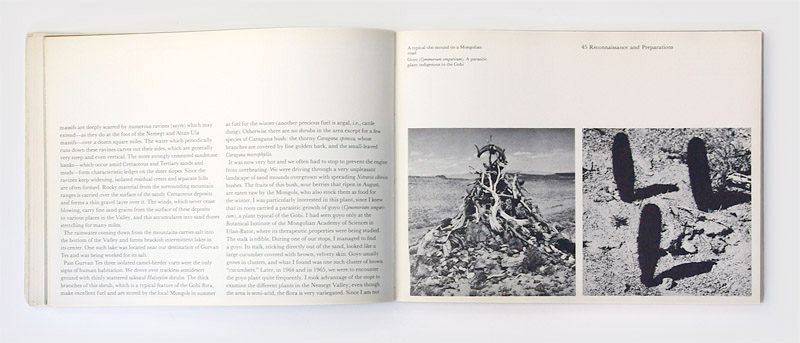 massifs are deeply scarred by numerous ravines (sayrs) which may
extend—as they do at the foot of the Nemegt and Altan Ula
massifs—over a dozen square miles. The water which periodically
runs down these ravines carves out their sides, which are generally
very steep and even vertical. The more strongly cemented sandstone
banks—which occur amid Cretaceous and Tertiary sands and
muds—form characteristic ledges on the sheer slopes. Since the
ravines keep widening, isolated residual crests and separate hills
are often formed. Rocky material from the surrounding mountain
ranges is carried over the surface of the sandy Cretaceous deposits
and forms a thin gravel layer over it. The winds, which never cease
blowing, carry fine sand grains from the surface of these deposits
to various places in the Valley, and this accumulates into sand dunes
stretching for many miles.
The rainwater coming down from the mountains carves salt into
the bottom of the Valley and forms brackish intermittent lakes in
its center. One such lake was located near our destination of Gurvan
Tes and was being worked for its salt.
Past Gurvan Tes three isolated camel-herder yurts were the only
signs of human habitation. We drove over trackless semidesert
ground with thinly scattered saksaul Haloxylon shrubs. The thick
branches of this shrub, which is a typical feature of the Gobi flora,
make excellent fuel and are stored by the local Mongols in summer
as fuel for the winter (another precious fuel is argal, i.e., cattle
dung). Otherwise there are no shrubs in the area except for a few
species of Caragana bush: the thorny Caragana spinosa, whose
branches are covered by fine golden bark, and the small-leaved
Caragana microphylla.
It was now very hot and we often had to stop to prevent the engine
from overheating. We were driving through a very unpleasant
landscape of sand mounds overgrown with spreading Nitraria sibirica
bushes. The fruits of this bush, sour berries that ripen in August,
are eaten raw by the Mongols, who also stick them as food for
the winter. I was particularly interested in this plant, since I knew
that its roots carried a parasitic growth of goyo (Cynomorium songari-
cum), a plant typical of the Gobi. I had seen goyo only at the
Botanical Institute of the Mongolian Academy of Sciences in
Ulan-Bator, where its therapeutic properties were being studied.
The stalk is edible. During one of our stops, I managed to find
a goyo. Its stalk, sticking directly out of the sand, looked like a
large cucumber covered with brown, velvety skin. Goyo usually
grows in clusters, and what I found was one such cluster of brown
"cucumbers." Later, in 1964 and in 1965, we were to encounter
the goyo plant quite frequently. I took advantage of the stops to
examine the different plants in the Nemegt Valley; even though
the area is semi-arid, the flora is very variegated. Since I am not
A typical obo mound on a Mongolian
road
Goyo (Cynomorium songaricum). A parasitic
plant indigenous to the Gobi
45 Reconnaissance and Preparations